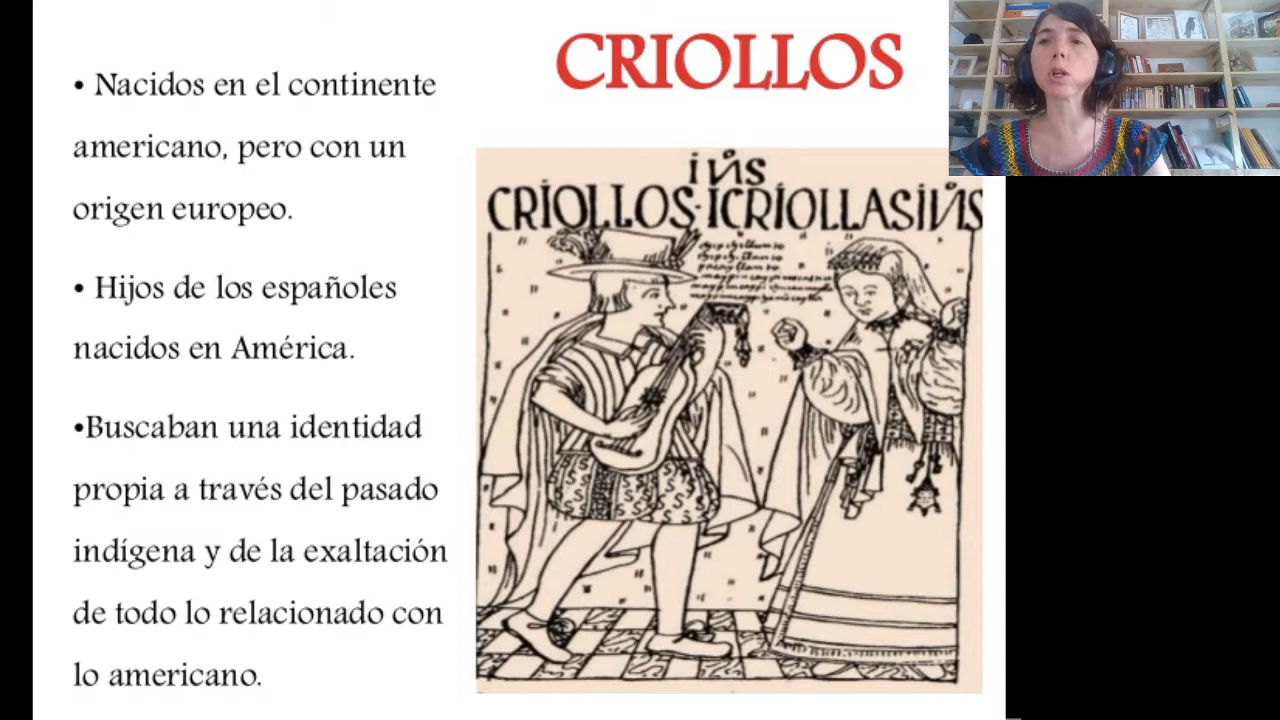 CRIOLLOS
• Nacidos en el continente
americano, pero con un
origen europeo.
• Hijos de los españoles
nacidos en América.
•Buscaban una identidad
propia a través del pasado
indígena y de la exaltación
de todo lo relacionado con
lo americano.
CRIOLLOS·ICRIOLLAS